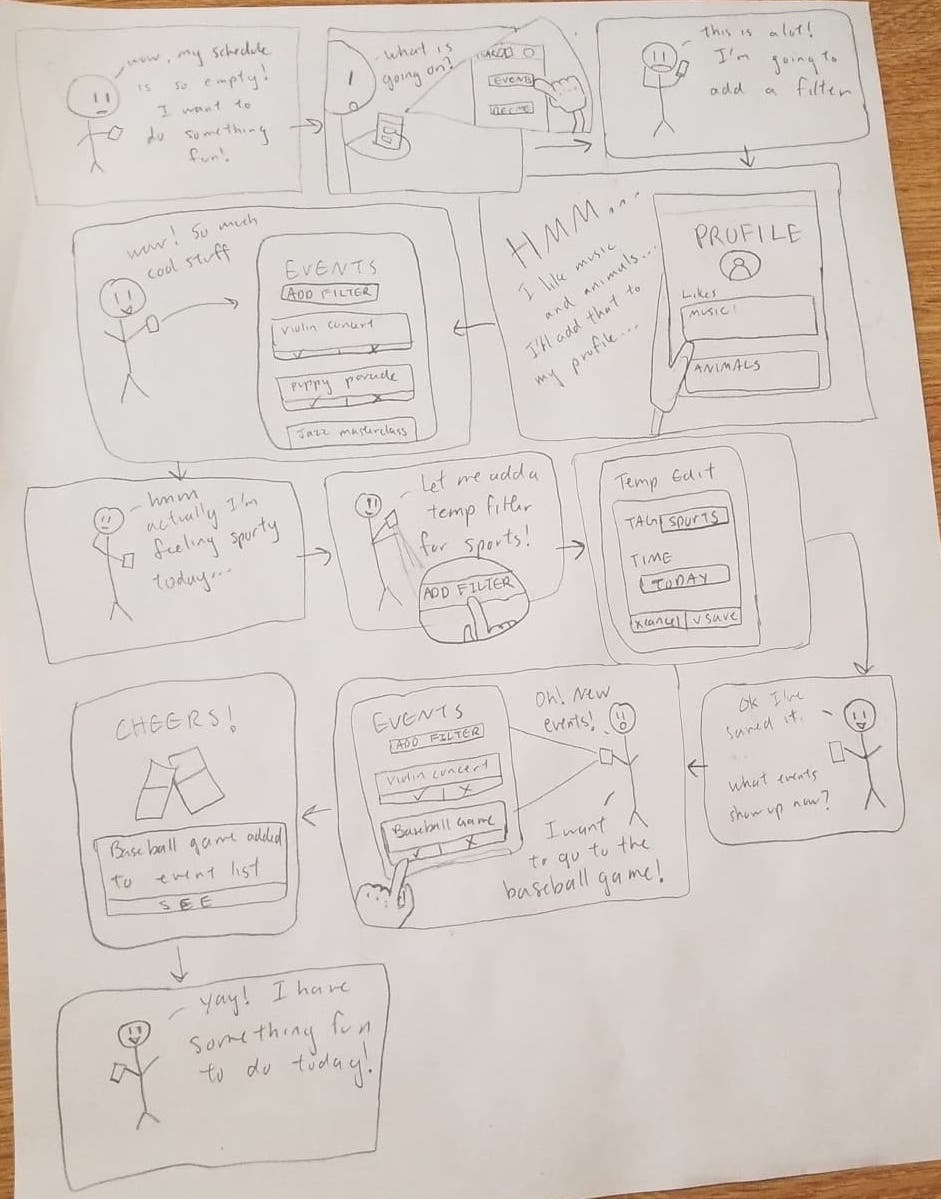 wow, my schedule
is so empty!
I want to
do something
fun!
what is
going on?
EVENTS
this is a lot!
I'm going to
add a filter
HMM...
I like music
and animals...
I'll add that to
my profile....
PROFILE
Likes
MUSIC!
ANIMALS
wow! So much
cool stuff
EVENTS
ADD FILTER
violin concert
✓ | x
puppy parade
✓ | x
Jazz masterclass
hmm
actually I'm
feeling sporty
today...
Let me add a
temp filter
for sports!
ADD FILTER
Temp Edit
TAG SPORTS
TIME
TODAY
x cancel | v save
Ok I've
saved it.
what events
show up now?
Oh! New
events!
I want
to go to the
baseball game!
EVENTS
ADD FILTER
violin concert
✓ | x
Baseball game
✓ | x
CHEERS!
Baseball game added
to event list
SEE
Yay! I have
something fun
to do today!